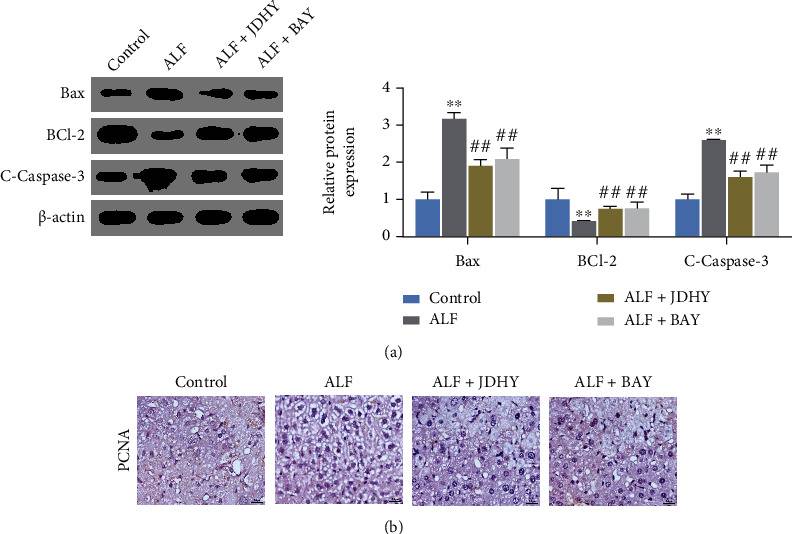 Control ALF ALF + JDHY ALF + BAY
Bax
BCl-2
C-Caspase-3
β-actin
Relative protein
expression
4
3
2
1
0
** ## ##
** ## ##
** ## ##
Bax BCl-2 C-Caspase-3
Control ALF + JDHY
ALF ALF + BAY
(a)
Control ALF ALF + JDHY ALF + BAY
PCNA
(b)